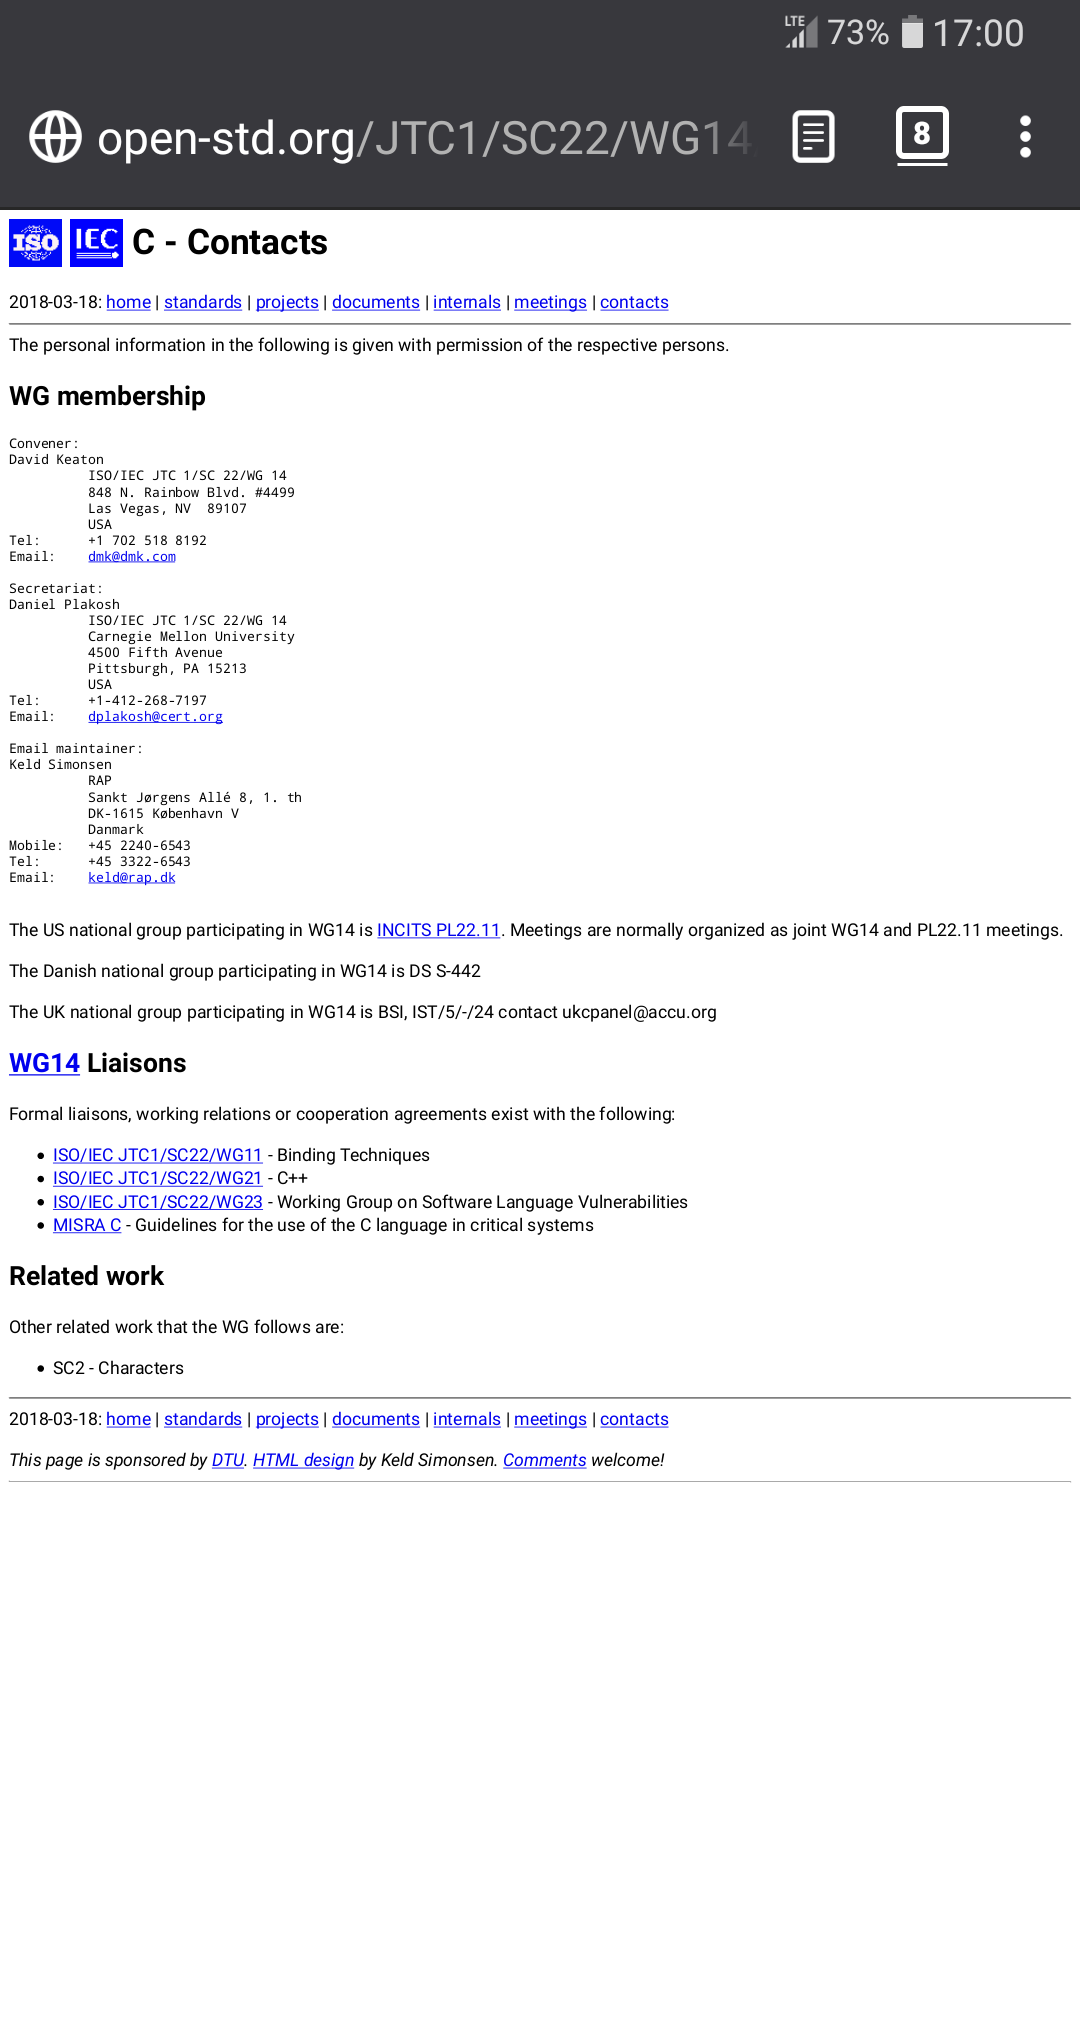 LTE 73% 17:00
open-std.org/JTC1/SC22/WG14 8
ISO IEC C - Contacts
2018-03-18: home | standards | projects | documents | internals | meetings | contacts
The personal information in the following is given with permission of the respective persons.
WG membership
Convener:
David Keaton
ISO/IEC JTC 1/SC 22/WG 14
848 N. Rainbow Blvd. #4499
Las Vegas, NV  89107
USA
Tel: +1 702 518 8192
Email: dmk@dmk.com
Secretariat:
Daniel Plakosh
ISO/IEC JTC 1/SC 22/WG 14
Carnegie Mellon University
4500 Fifth Avenue
Pittsburgh, PA 15213
USA
Tel: +1-412-268-7197
Email: dplakosh@cert.org
Email maintainer:
Keld Simonsen
RAP
Sankt Jørgens Allé 8, 1. th
DK-1615 København V
Danmark
Mobile: +45 2240-6543
Tel: +45 3322-6543
Email: keld@rap.dk
The US national group participating in WG14 is INCITS PL22.11. Meetings are normally organized as joint WG14 and PL22.11 meetings.
The Danish national group participating in WG14 is DS S-442
The UK national group participating in WG14 is BSI, IST/5/-/24 contact ukcpanel@accu.org
WG14 Liaisons
Formal liaisons, working relations or cooperation agreements exist with the following:
• ISO/IEC JTC1/SC22/WG11 - Binding Techniques
• ISO/IEC JTC1/SC22/WG21 - C++
• ISO/IEC JTC1/SC22/WG23 - Working Group on Software Language Vulnerabilities
• MISRA C - Guidelines for the use of the C language in critical systems
Related work
Other related work that the WG follows are:
• SC2 - Characters
2018-03-18: home | standards | projects | documents | internals | meetings | contacts
This page is sponsored by DTU. HTML design by Keld Simonsen. Comments welcome!